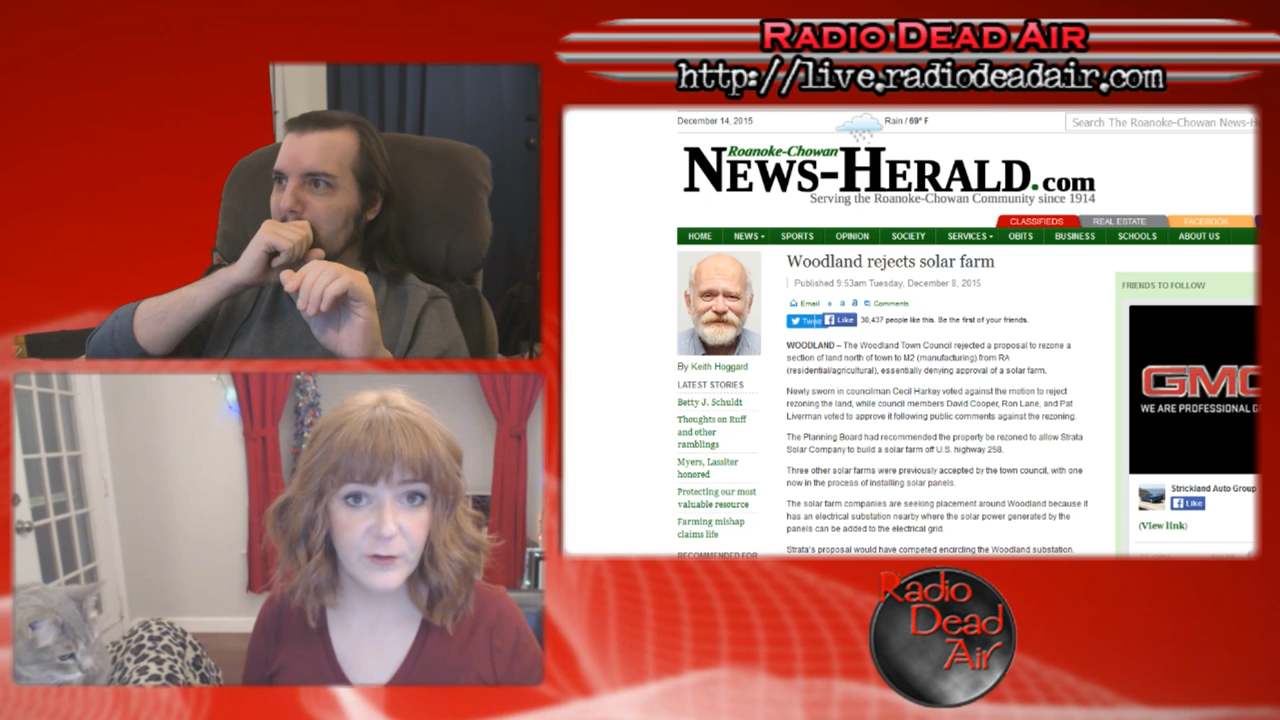 RADIO DEAD AIR
http://live.radiodeadair.com
December 14, 2015
Rain / 69° F
Search The Roanoke-Chowan News-H
Roanoke-Chowan
NEWS-HERALD.com
Serving the Roanoke-Chowan Community since 1914
CLASSIFIEDS REAL ESTATE FACEBOOK
HOME NEWS SPORTS OPINION SOCIETY SERVICES OBITS BUSINESS SCHOOLS ABOUT US
Woodland rejects solar farm
Published 9:53am Tuesday, December 8, 2015
Email a a a Comments
Like 30,437 people like this. Be the first of your friends.
WOODLAND – The Woodland Town Council rejected a proposal to rezone a
section of land north of town to M2 (manufacturing) from RA
(residential/agricultural), essentially denying approval of a solar farm.
Newly sworn in councilman Cecil Harkey voted against the motion to reject
rezoning the land, while council members David Cooper, Ron Lane, and Pat
Liverman voted to approve it following public comments against the rezoning.
The Planning Board had recommended the property be rezoned to allow Strata
Solar Company to build a solar farm off U.S. highway 258.
Three other solar farms were previously accepted by the town council, with one
now in the process of installing solar panels.
The solar farm companies are seeking placement around Woodland because it
has an electrical substation nearby where the solar power generated by the
panels can be added to the electrical grid.
Strata's proposal would have competed encircling the Woodland substation.
By Keith Hoggard
LATEST STORIES
Betty J. Schuldt
Thoughts on Ruff
and other
ramblings
Myers, Lassiter
honored
Protecting our most
valuable resource
Farming mishap
claims life
RECOMMENDED FOR
FRIENDS TO FOLLOW
GMC
WE ARE PROFESSIONAL G
Strickland Auto Group
Like
(View link)
Radio
Dead
Air